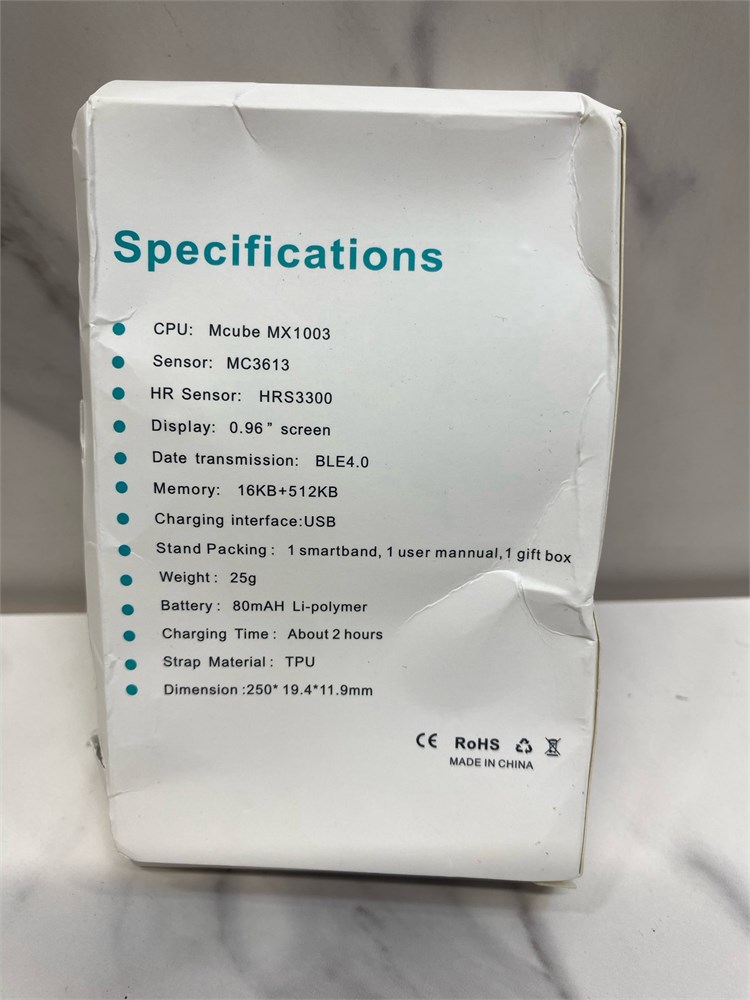 Specifications
CPU: Mcube MX1003
Sensor: MC3613
HR Sensor: HRS3300
Display: 0.96” screen
Date transmission: BLE4.0
Memory: 16KB+512KB
Charging interface:USB
Stand Packing: 1 smartband, 1 user mannual, 1 gift box
Weight: 25g
Battery: 80mAH Li-polymer
Charging Time: About 2 hours
Strap Material: TPU
Dimension:250* 19.4*11.9mm
CE RoHS
MADE IN CHINA